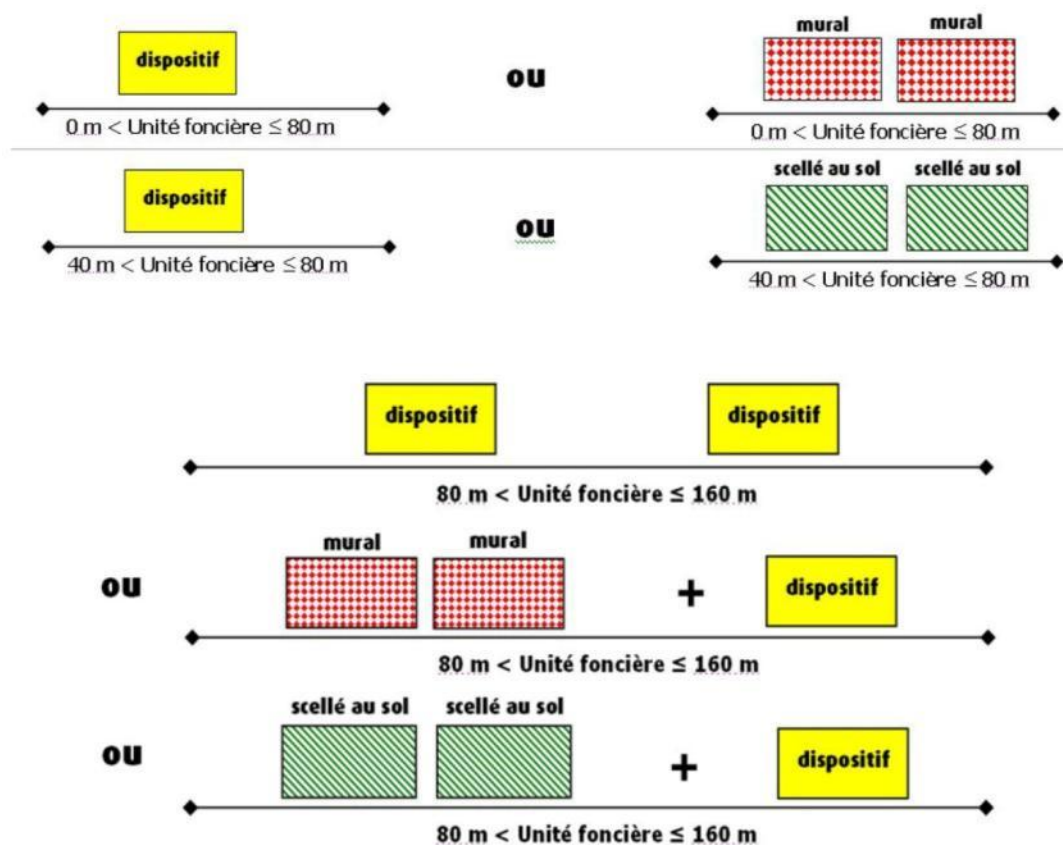 mural mural
dispositif
ou
0 m < Unité foncière ≤ 80 m
0 m < Unité foncière ≤ 80 m
scellé au sol scellé au sol
dispositif
ou
40 m < Unité foncière ≤ 80 m
40 m < Unité foncière ≤ 80 m
dispositif dispositif
80 m < Unité foncière ≤ 160 m
mural mural
ou + dispositif
80 m < Unité foncière ≤ 160 m
scellé au sol scellé au sol
ou + dispositif
80 m < Unité foncière ≤ 160 m